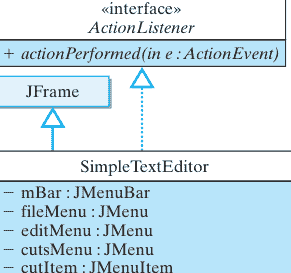 «interface»
ActionListener
+ actionPerformed(in e : ActionEvent)
JFrame
SimpleTextEditor
− mBar : JMenuBar
− fileMenu : JMenu
− editMenu : JMenu
− cutsMenu : JMenu
− cutItem : JMenuItem